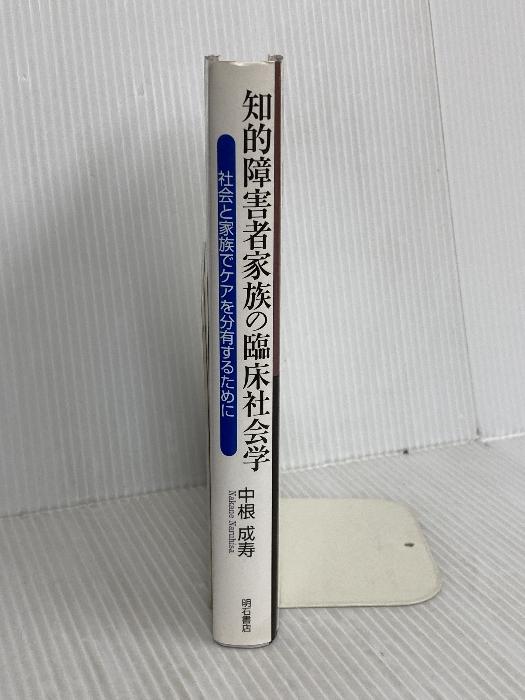 知的障害者家族の臨床社会学
社会と家族でケアを分有するために
中根 成寿
Nakane Naruhisa
明石書店